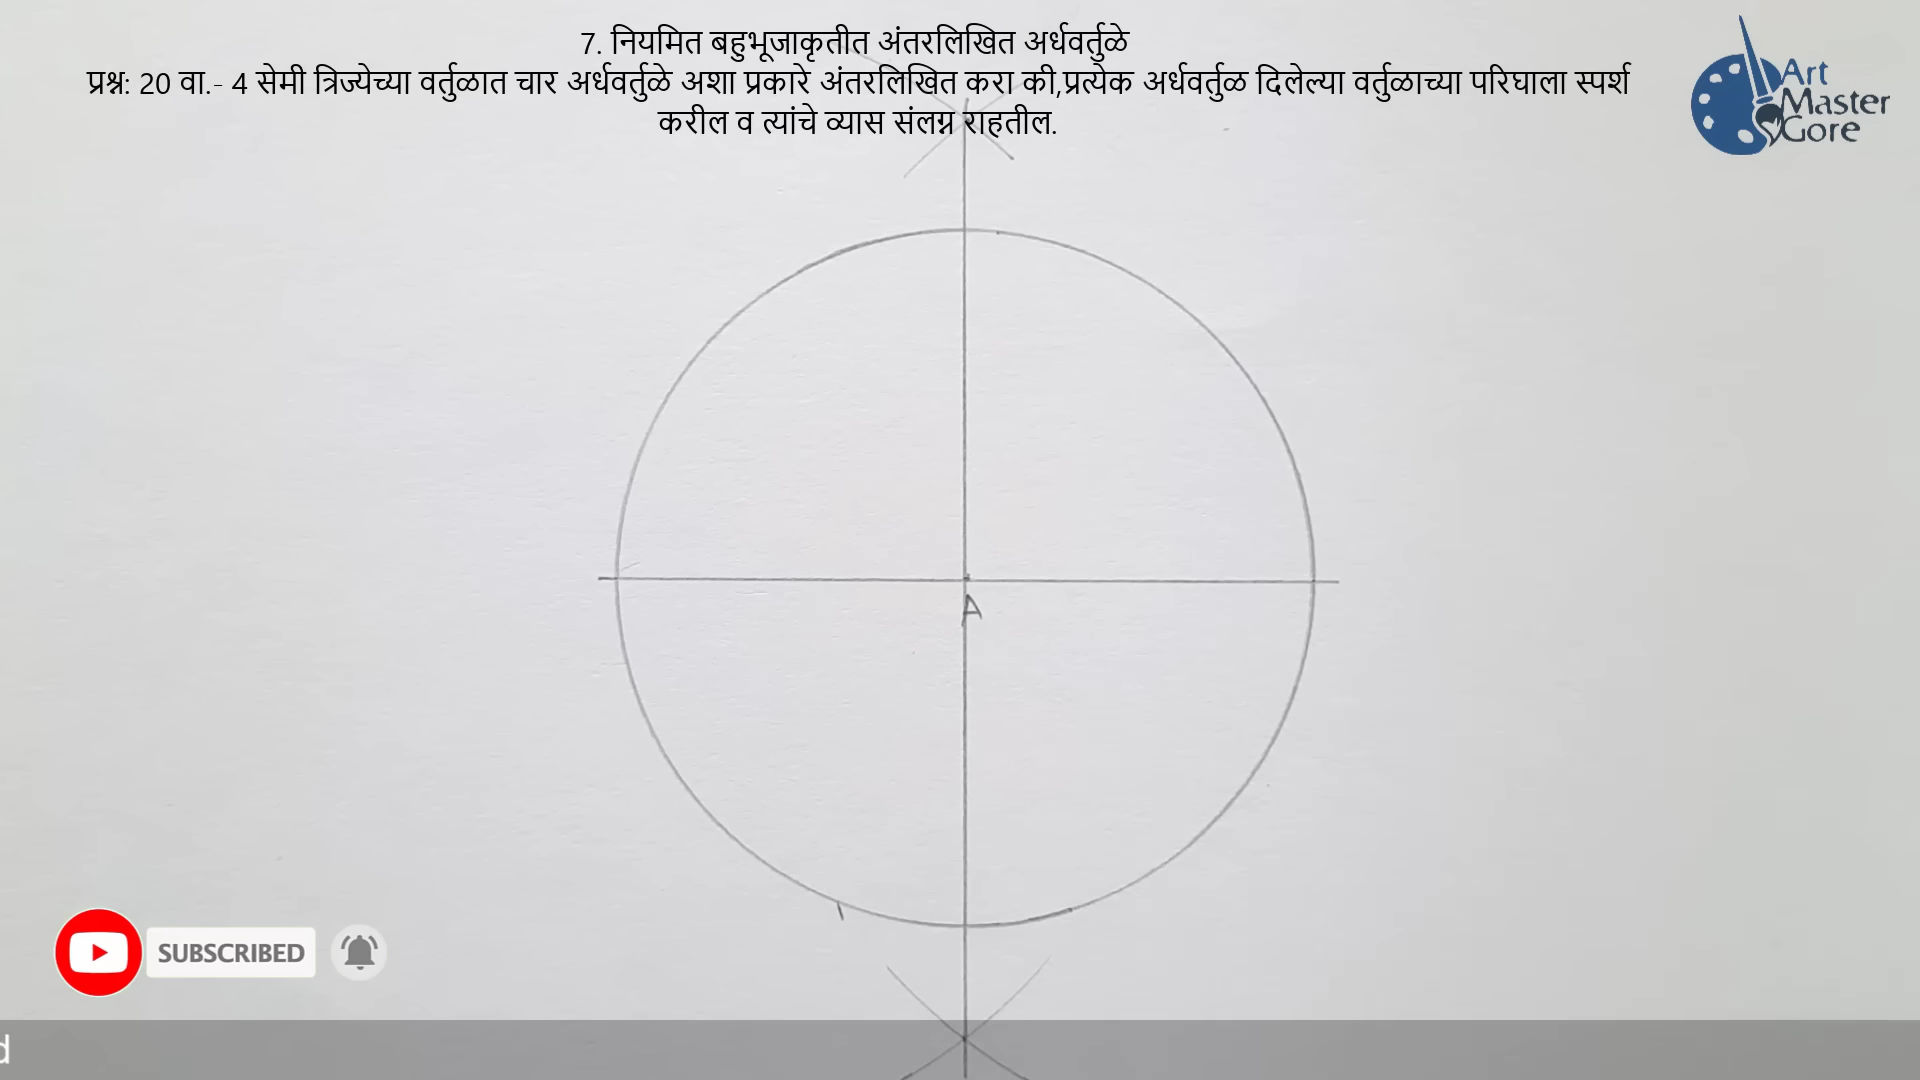 7. नियमित बहुभूजाकृतीत अंतरलिखित अर्धवर्तुळे
प्रश्न: 20 वा.- 4 सेमी त्रिज्येच्या वर्तुळात चार अर्धवर्तुळे अशा प्रकारे अंतरलिखित करा की,प्रत्येक अर्धवर्तुळ दिलेल्या वर्तुळाच्या परिघाला स्पर्श
करील व त्यांचे व्यास संलग्न राहतील.
Art
Master
Gore
A
SUBSCRIBED
d